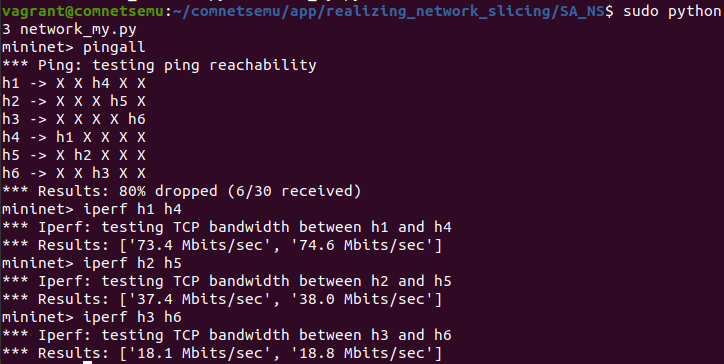 vagrant@comnetsemu:~/comnetsemu/app/realizing_network_slicing/SA_NS$ sudo python
3 network_my.py
mininet> pingall
*** Ping: testing ping reachability
h1 -> X X h4 X X
h2 -> X X X h5 X
h3 -> X X X X h6
h4 -> h1 X X X X
h5 -> X h2 X X X
h6 -> X X h3 X X
*** Results: 80% dropped (6/30 received)
mininet> iperf h1 h4
*** Iperf: testing TCP bandwidth between h1 and h4
*** Results: ['73.4 Mbits/sec', '74.6 Mbits/sec']
mininet> iperf h2 h5
*** Iperf: testing TCP bandwidth between h2 and h5
*** Results: ['37.4 Mbits/sec', '38.0 Mbits/sec']
mininet> iperf h3 h6
*** Iperf: testing TCP bandwidth between h3 and h6
*** Results: ['18.1 Mbits/sec', '18.8 Mbits/sec']